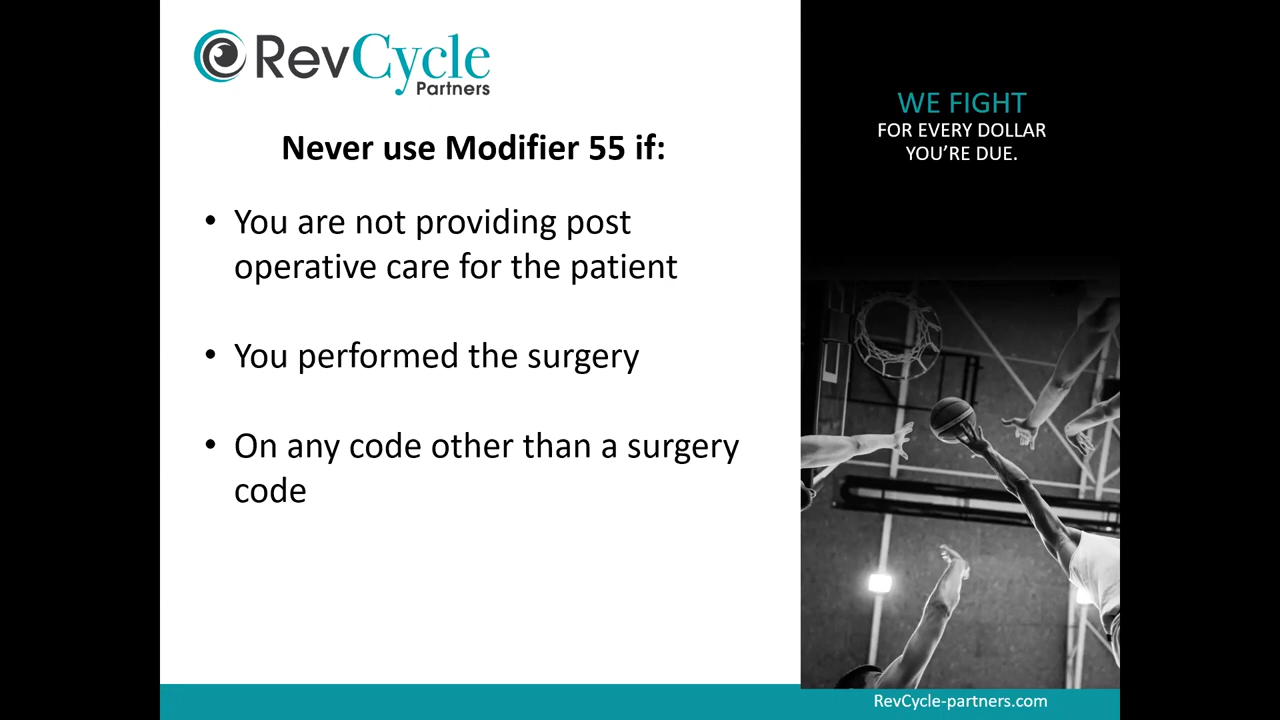 RevCycle
Partners
Never use Modifier 55 if:
• You are not providing post
operative care for the patient
• You performed the surgery
• On any code other than a surgery
code
WE FIGHT
FOR EVERY DOLLAR
YOU’RE DUE.
RevCycle-partners.com